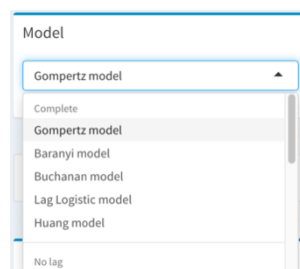 Model
Gompertz model
Complete
Gompertz model
Baranyi model
Buchanan model
Lag Logistic model
Huang model
No lag